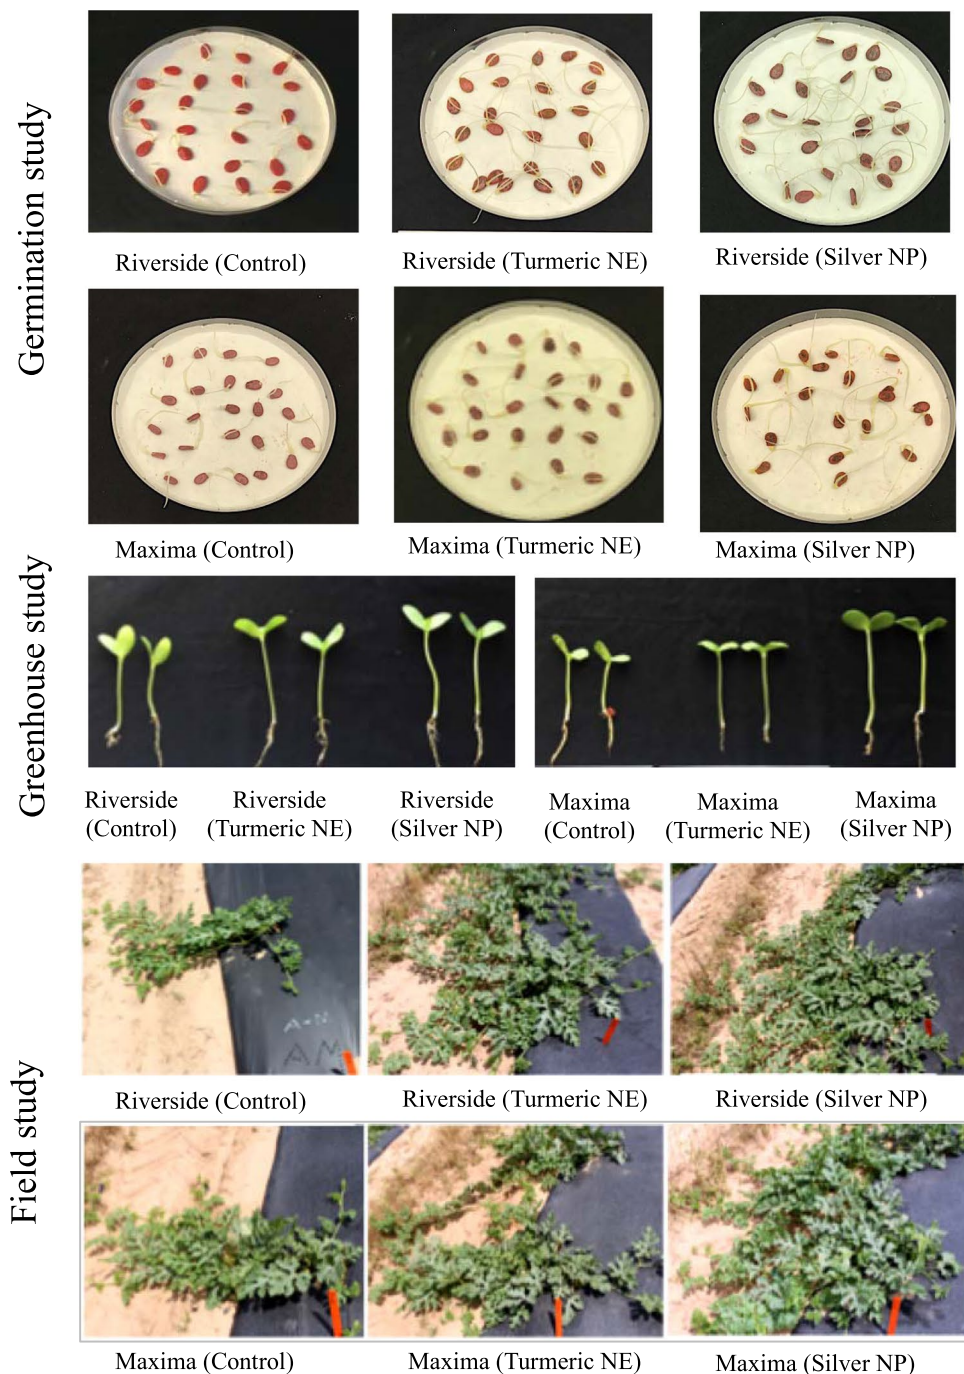 Germination study
Riverside (Control)
Riverside (Turmeric NE)
Riverside (Silver NP)
Maxima (Control)
Maxima (Turmeric NE)
Maxima (Silver NP)
Greenhouse study
Riverside
(Control)
Riverside
(Turmeric NE)
Riverside
(Silver NP)
Maxima
(Control)
Maxima
(Turmeric NE)
Maxima
(Silver NP)
Field study
AM
Riverside (Control)
Riverside (Turmeric NE)
Riverside (Silver NP)
Maxima (Control)
Maxima (Turmeric NE)
Maxima (Silver NP)